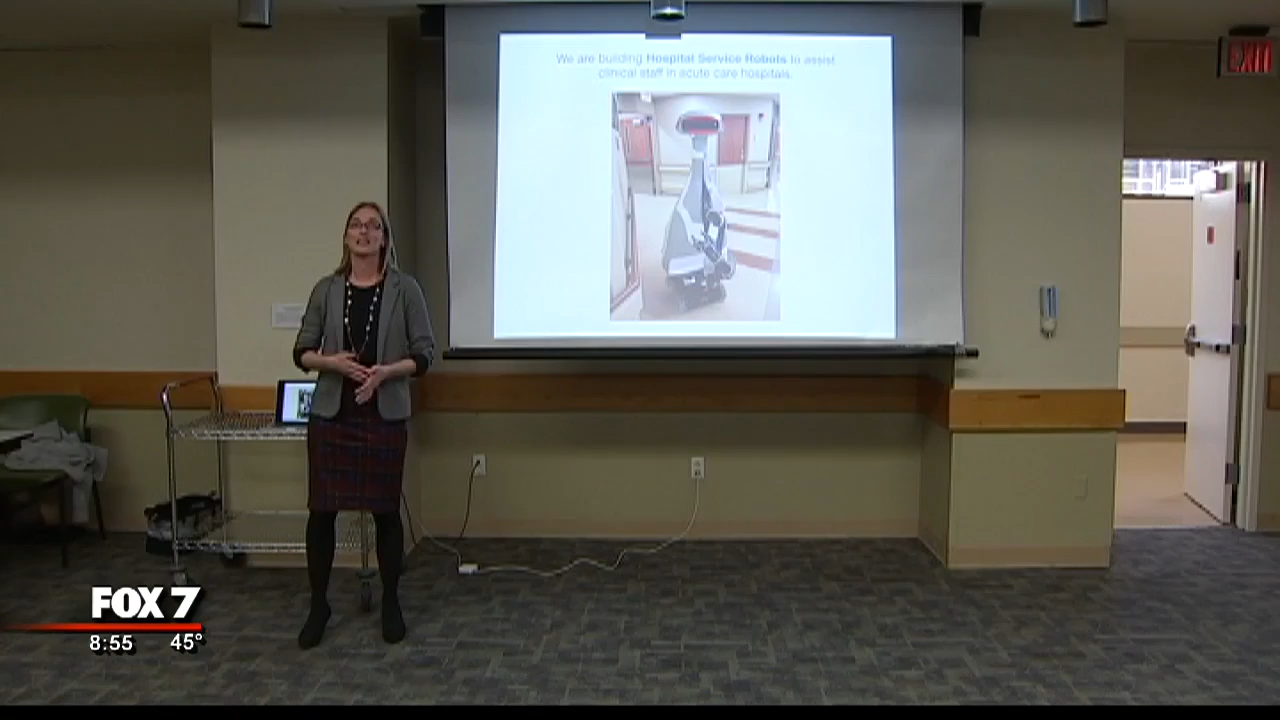 We are building Hospital Service Robots to assist
clinical staff in acute care hospitals.
EXIT
FOX 7
8:55 45°